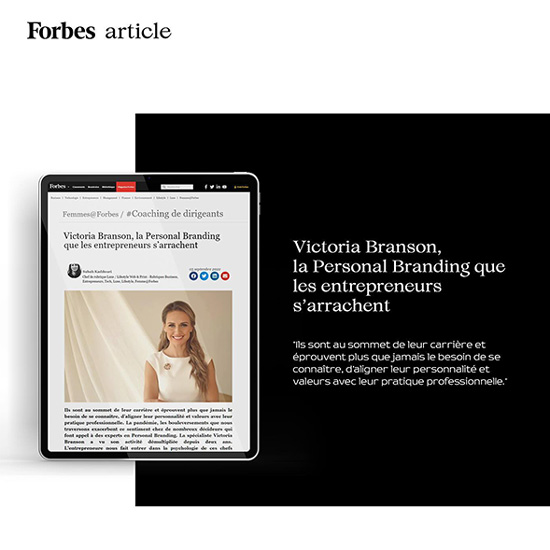 Forbes article
Forbes
Femmes@Forbes / #Coaching de dirigeants
Victoria Branson, la Personal Branding
que les entrepreneurs s'arrachent
Ils sont au sommet de leur carrière et éprouvent plus que jamais le
besoin de se connaître, d'aligner leur personnalité et valeurs avec leur
pratique professionnelle. La pandémie, les bouleversements que nous
traversons exacerbent ce sentiment chez de nombreux décideurs qui
font appel à des experts en Personal Branding. La spécialiste Victoria
Branson a vu son activité démultipliée depuis deux ans.
L'entrepreneure nous fait entrer dans la psychologie de ces chefs
Victoria Branson,
la Personal Branding que
les entrepreneurs
s'arrachent
"Ils sont au sommet de leur carrière et
éprouvent plus que jamais le besoin de se
connaître, d'aligner leur personnalité et
valeurs avec leur pratique professionnelle."